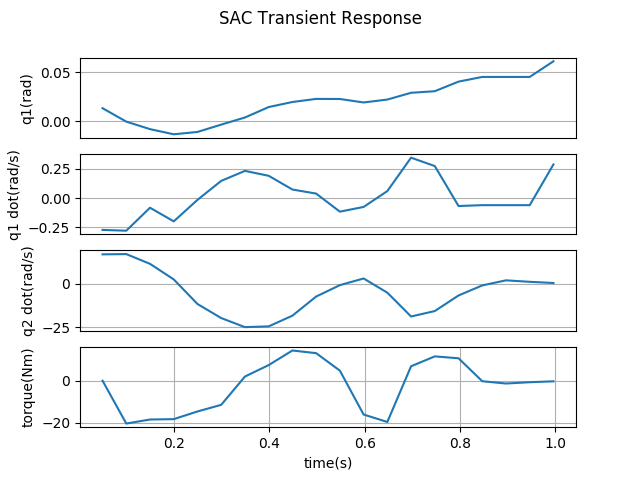 SAC Transient Response
0.05
0.00
q1(rad)
0.25
0.00
−0.25
q1 dot(rad/s)
0
−25
q2 dot(rad/s)
0
−20
torque(Nm)
0.2 0.4 0.6 0.8 1.0
time(s)